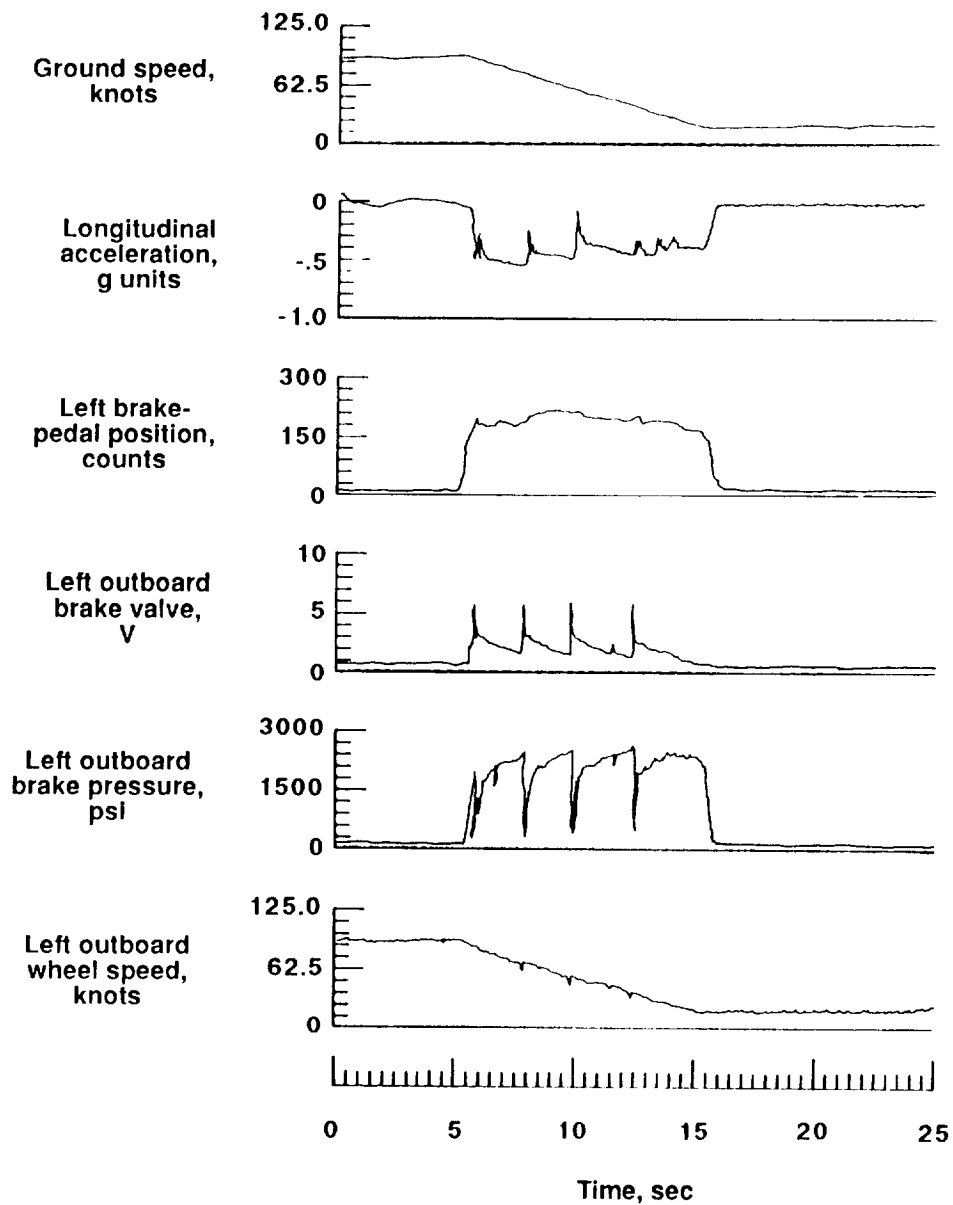 Ground speed,
knots
125.0
62.5
0
Longitudinal
acceleration,
g units
0
-.5
-1.0
Left brake-
pedal position,
counts
300
150
0
Left outboard
brake valve,
V
10
5
0
Left outboard
brake pressure,
psi
3000
1500
0
Left outboard
wheel speed,
knots
125.0
62.5
0
0 5 10 15 20 25
Time, sec